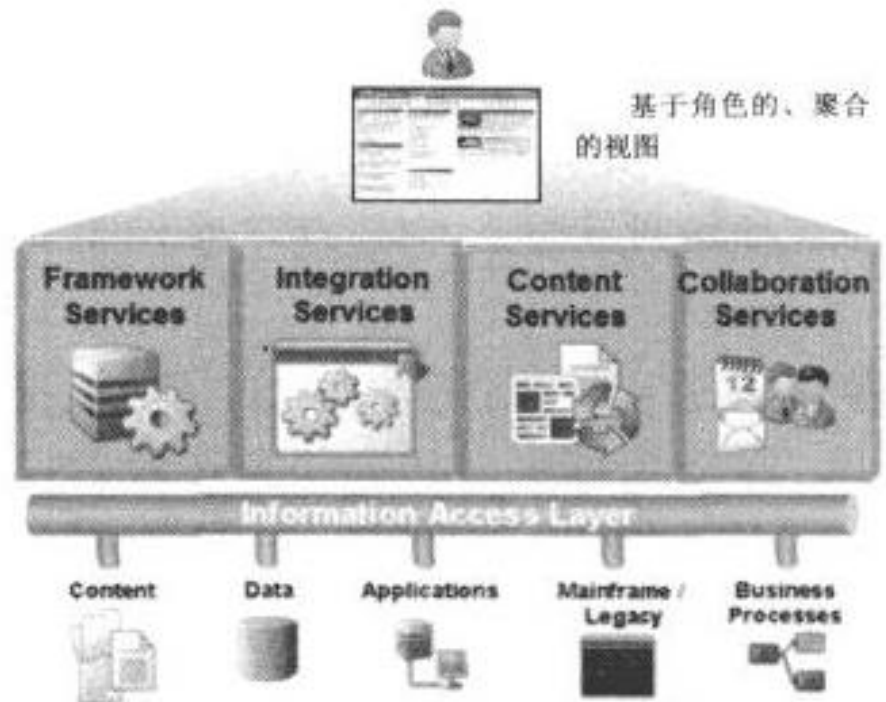 基于角色的、聚合
的视图
Framework
Services
Integration
Services
Content
Services
Collaboration
Services
12
Information Access Layer
Content
Data
Applications
Mainframe /
Legacy
Business
Processes